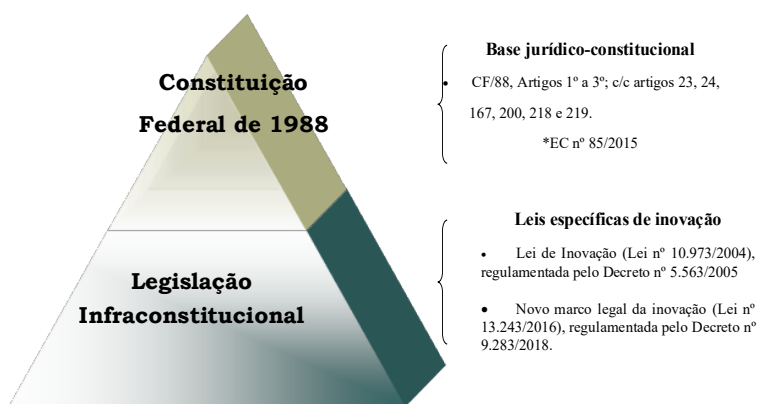 Constituição
Federal de 1988
Base jurídico-constitucional
• CF/88, Artigos 1º a 3º; c/c artigos 23, 24,
167, 200, 218 e 219.
*EC nº 85/2015
Legislação
Infraconstitucional
Leis específicas de inovação
• Lei de Inovação (Lei nº 10.973/2004),
regulamentada pelo Decreto nº 5.563/2005
• Novo marco legal da inovação (Lei nº
13.243/2016), regulamentada pelo Decreto nº
9.283/2018.